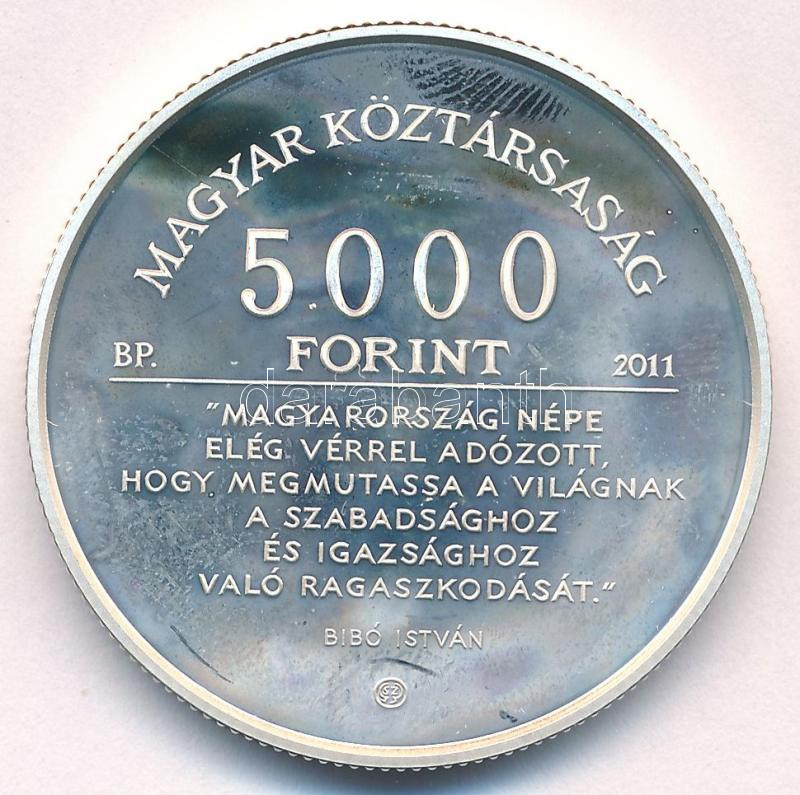 MAGYAR KÖZTÁRSASÁG
5.000
FORINT
BP. 2011
darabanth
"MAGYARORSZÁG NÉPE
ELÉG VÉRREL ADÓZOTT,
HOGY MEGMUTASSA A VILÁGNAK
A SZABADSÁGHOZ
ÉS IGAZSÁGHOZ
VALÓ RAGASZKODÁSÁT."
BIBÓ ISTVÁN